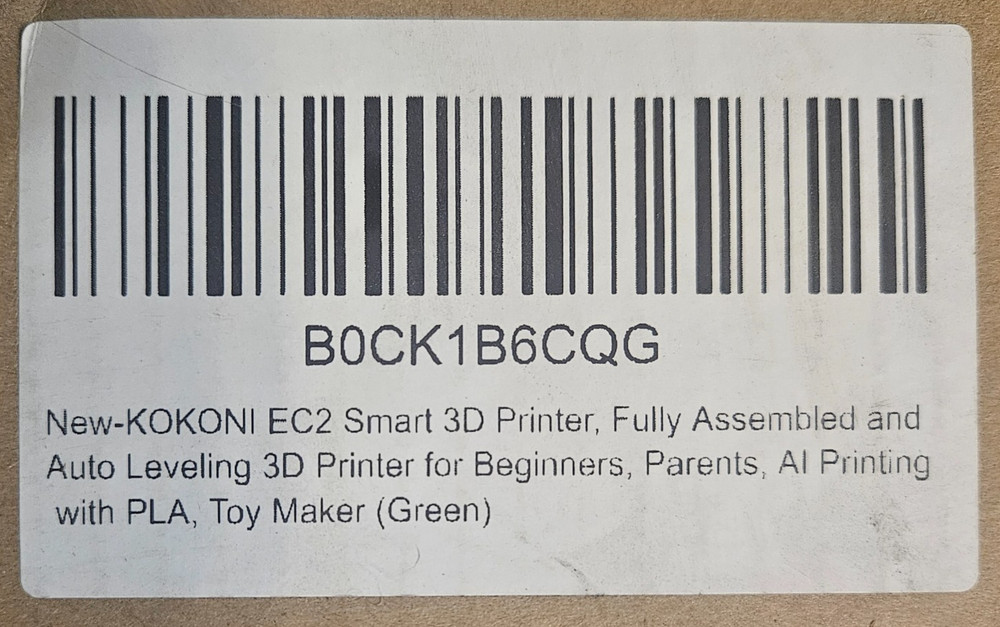 B0CK1B6CQG
New-KOKONI EC2 Smart 3D Printer, Fully Assembled and
Auto Leveling 3D Printer for Beginners, Parents, AI Printing
with PLA, Toy Maker (Green)